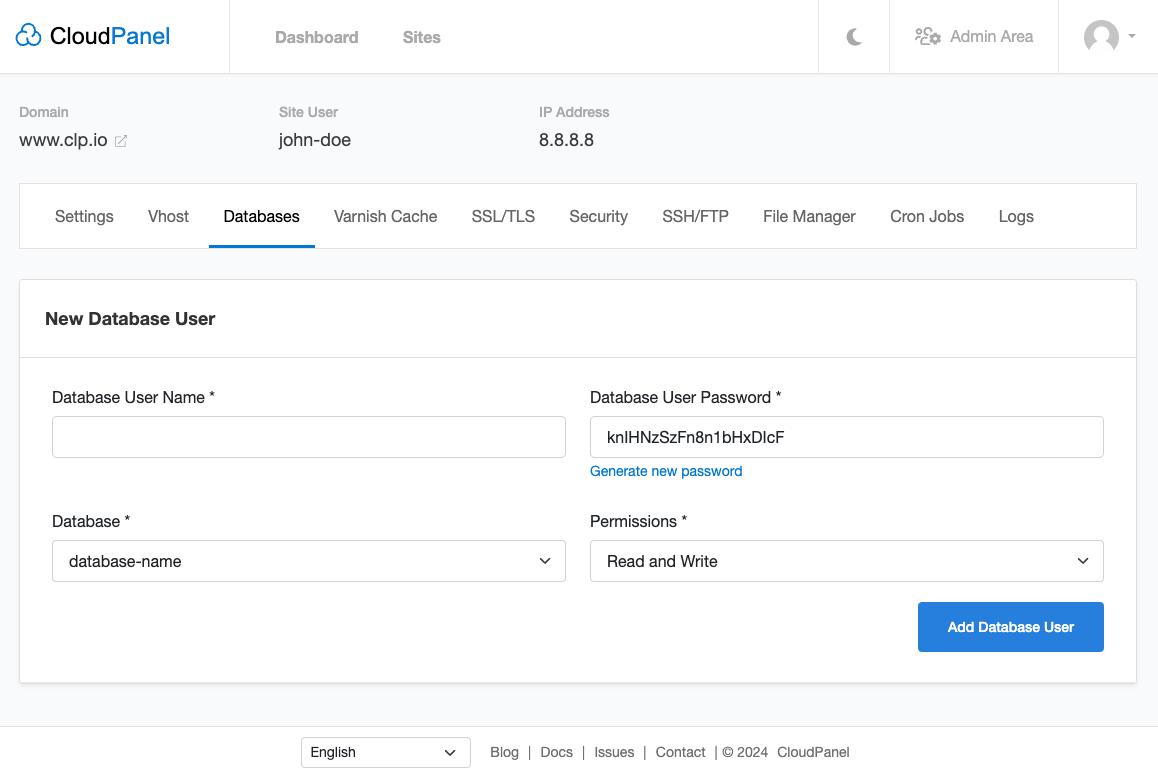 CloudPanel
Dashboard Sites Admin Area
Domain Site User IP Address
www.clp.io john-doe 8.8.8.8
Settings Vhost Databases Varnish Cache SSL/TLS Security SSH/FTP File Manager Cron Jobs Logs
New Database User
Database User Name * Database User Password *
knIHNzSzFn8n1bHxDIcF
Generate new password
Database * Permissions *
database-name Read and Write
Add Database User
English Blog | Docs | Issues | Contact | © 2024 CloudPanel